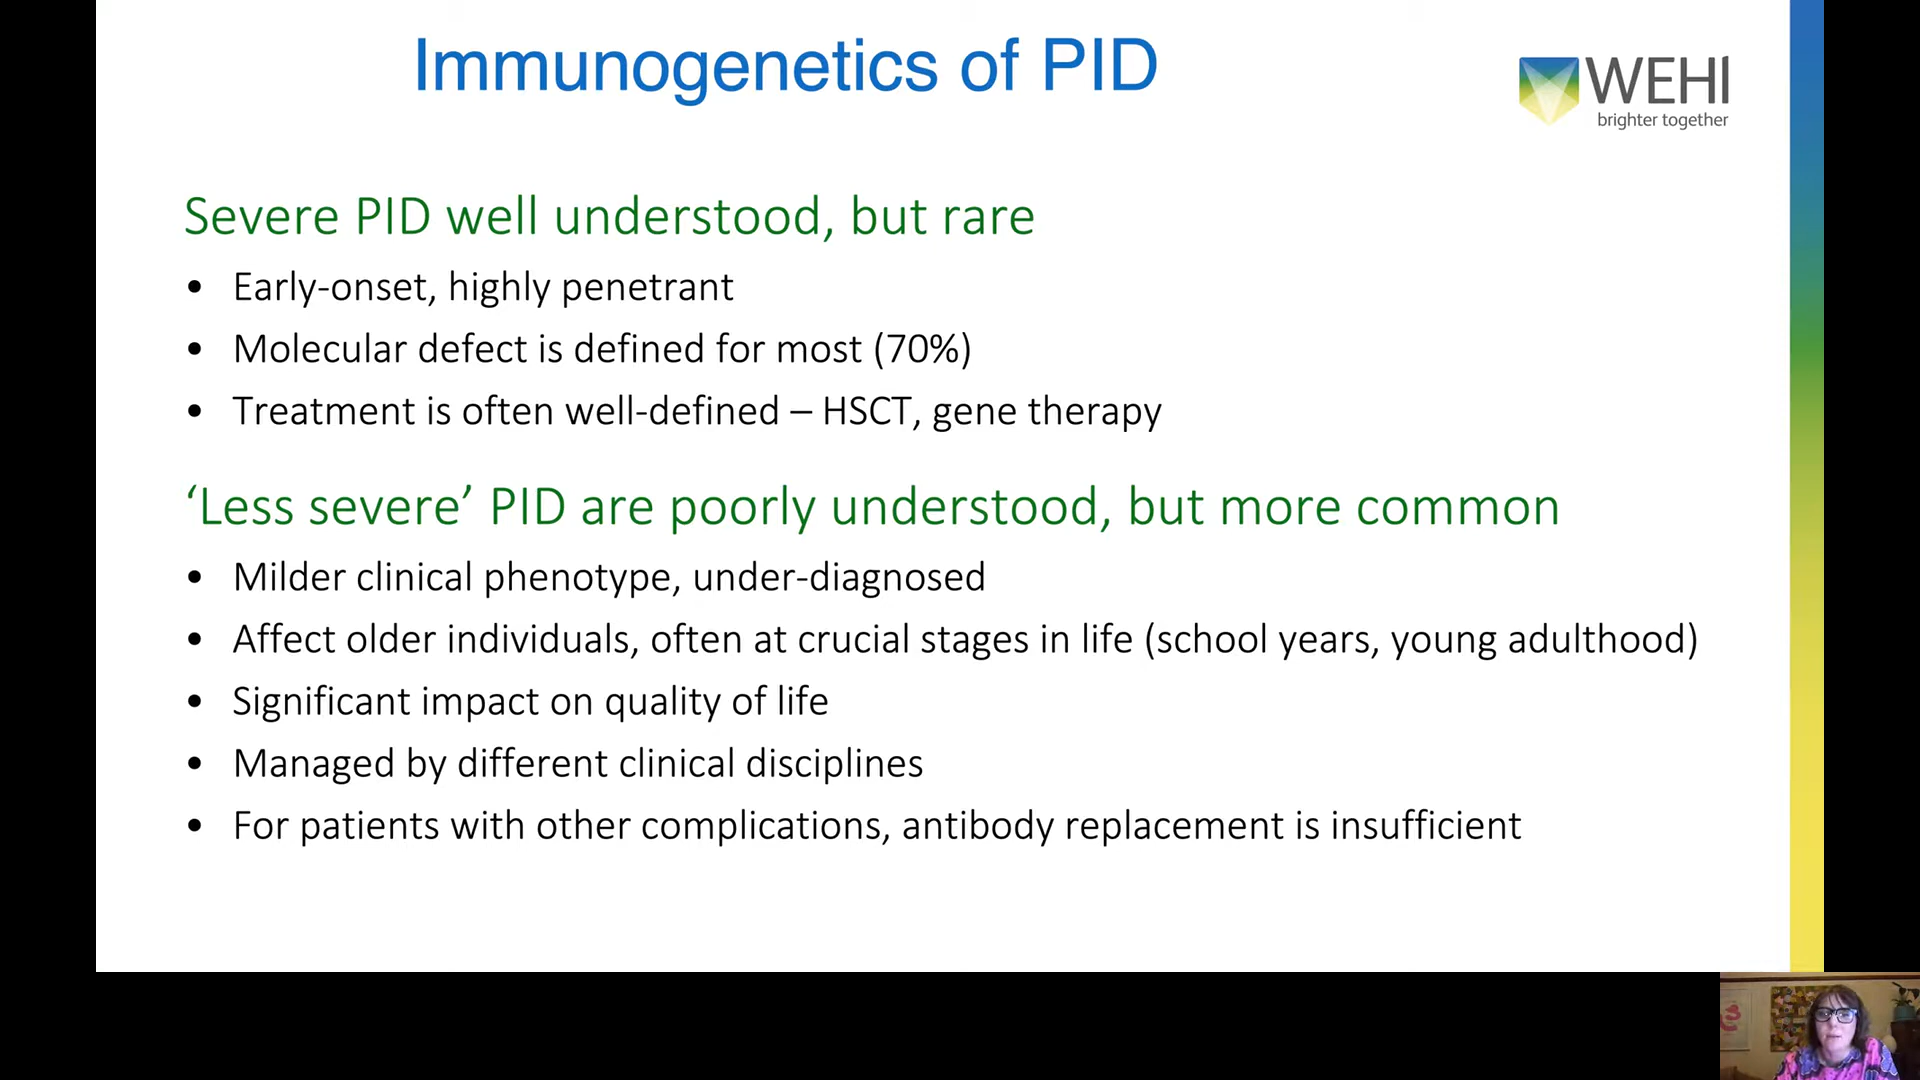 Immunogenetics of PID
WEHI
brighter together
Severe PID well understood, but rare
• Early-onset, highly penetrant
• Molecular defect is defined for most (70%)
• Treatment is often well-defined – HSCT, gene therapy
‘Less severe’ PID are poorly understood, but more common
• Milder clinical phenotype, under-diagnosed
• Affect older individuals, often at crucial stages in life (school years, young adulthood)
• Significant impact on quality of life
• Managed by different clinical disciplines
• For patients with other complications, antibody replacement is insufficient